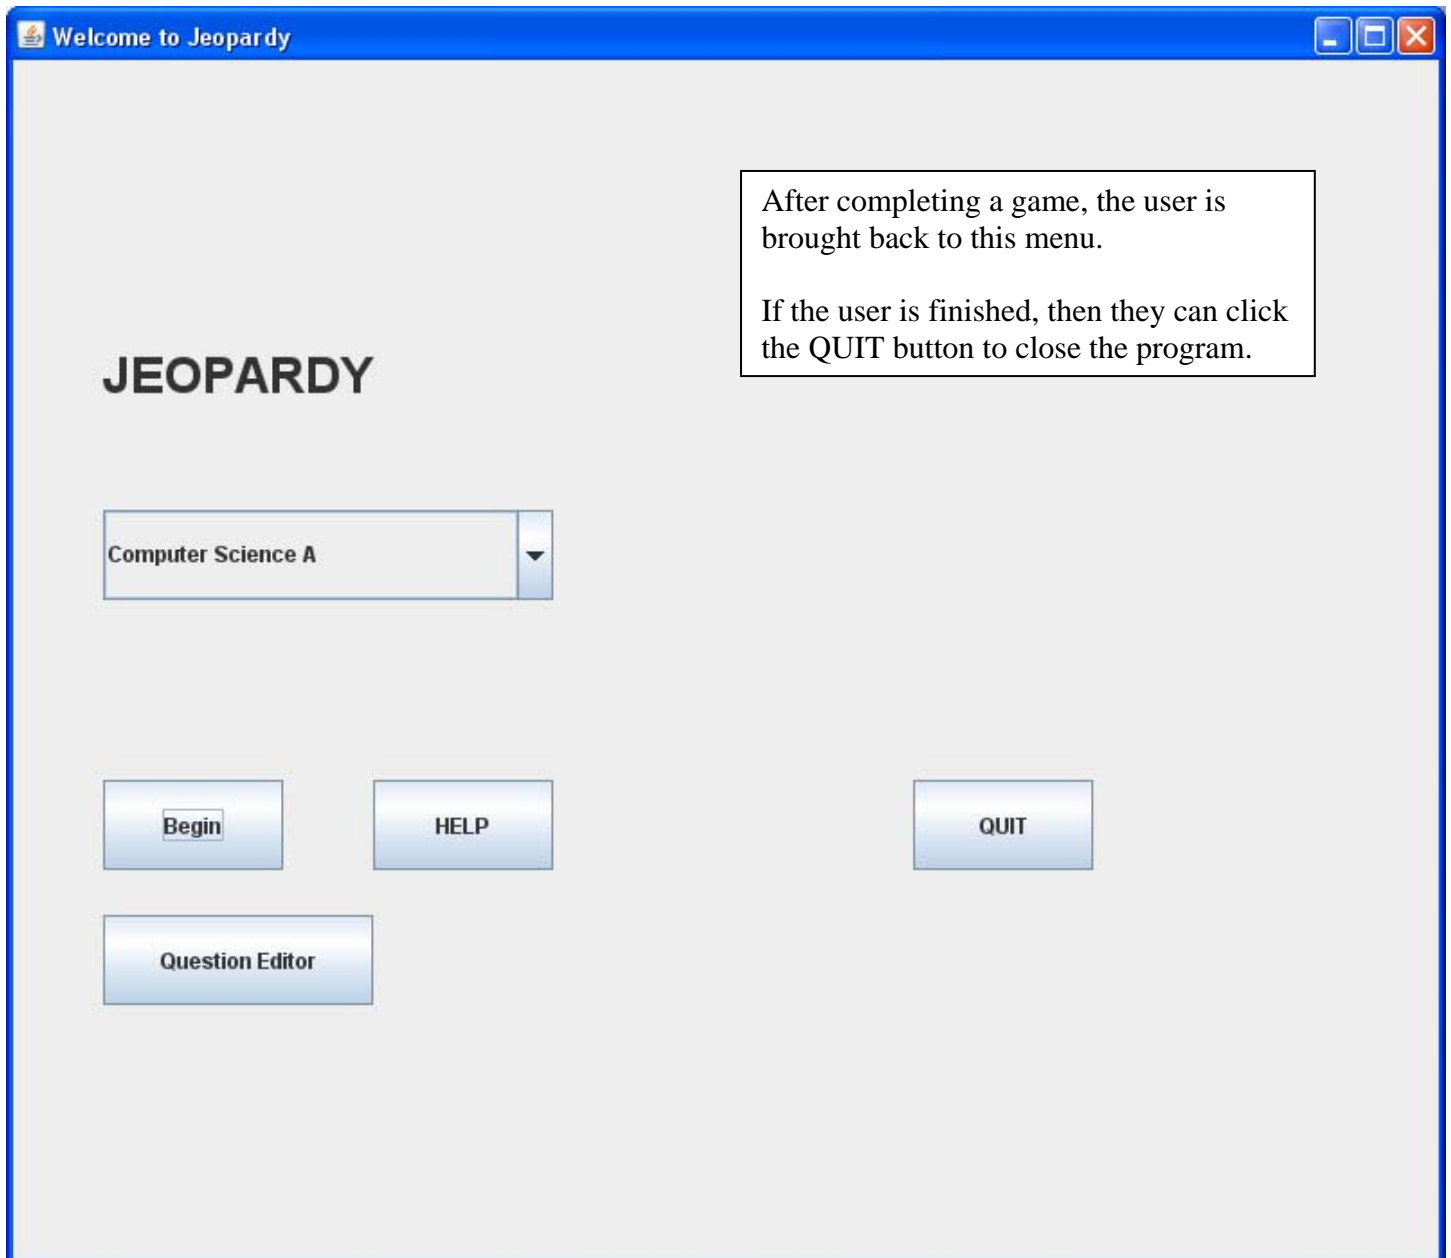 Welcome to Jeopardy
After completing a game, the user is
brought back to this menu.
If the user is finished, then they can click
the QUIT button to close the program.
JEOPARDY
Computer Science A
Begin
HELP
QUIT
Question Editor